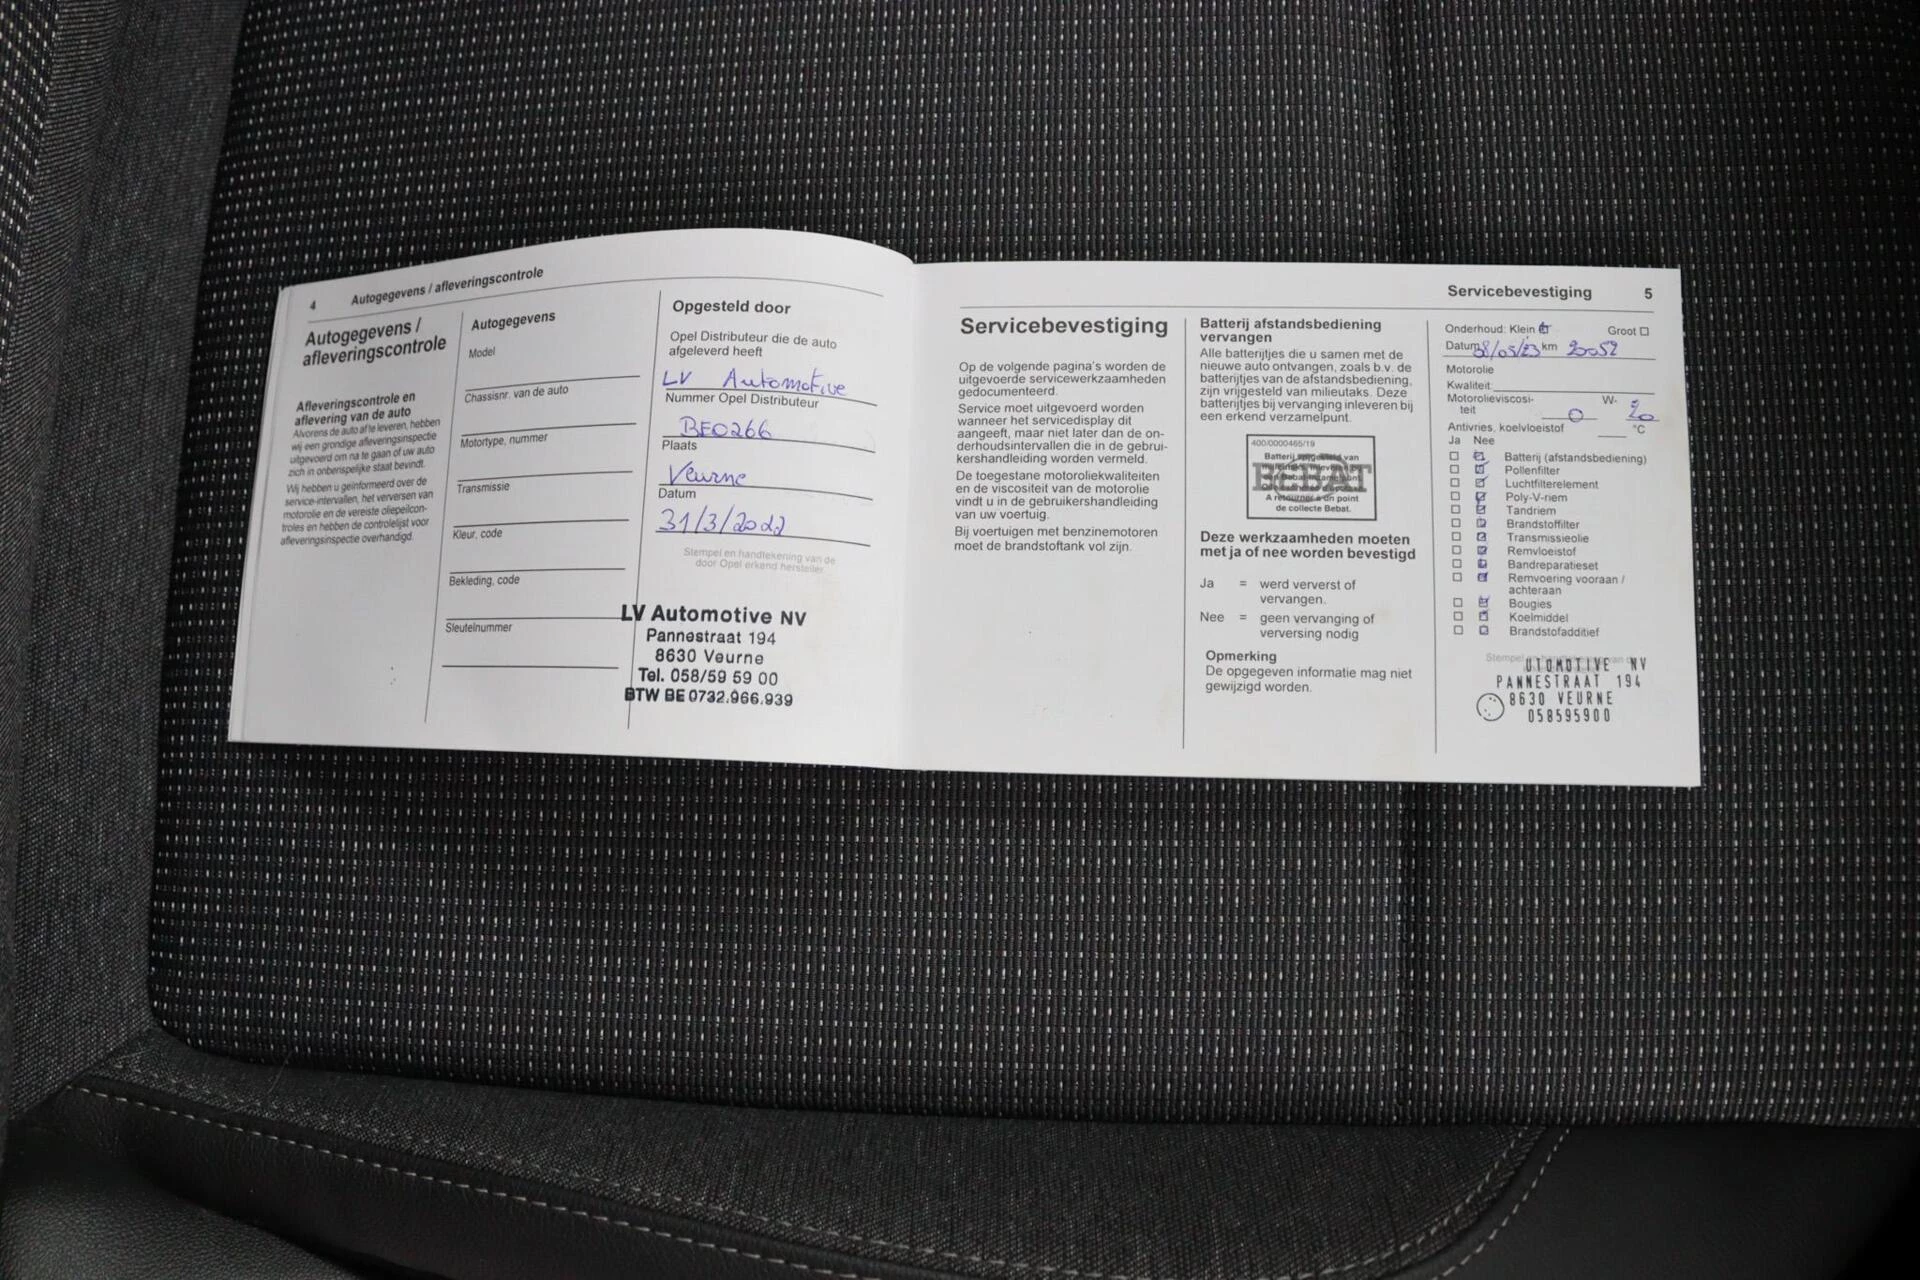 4 Autogegevens / afleveringscontrole
Autogegevens /
afleveringscontrole
Afleveringscontrole en
aflevering van de auto
Alvorens de auto af te leveren, hebben
wij een grondige afleveringsinspectie
uitgevoerd om na te gaan of uw auto
zich in onberispelijke staat bevindt.
Wij hebben u geïnformeerd over de
service-intervallen, het verversen van
motorolie en de vereiste oliepeilcon-
troles en hebben de controlelijst voor
afleveringsinspectie overhandigd.
Autogegevens
Model
Chassisnr. van de auto
Motortype, nummer
Transmissie
Kleur, code
Bekleding, code
Sleutelnummer
Opgesteld door
Opel Distributeur die de auto
afgeleverd heeft
LV Automotive
Nummer Opel Distributeur
BE0266
Plaats
Veurne
Datum
31/3/2022
Stempel en handtekening van de
door Opel erkend hersteller.
LV Automotive NV
Pannestraat 194
8630 Veurne
Tel. 058/59 59 00
BTW BE 0732.966.939
Servicebevestiging 5
Servicebevestiging
Op de volgende pagina's worden de
uitgevoerde servicewerkzaamheden
gedocumenteerd.
Service moet uitgevoerd worden
wanneer het servicedisplay dit
aangeeft, maar niet later dan de on-
derhoudsintervallen die in de gebrui-
kershandleiding worden vermeld.
De toegestane motoroliekwaliteiten
en de viscositeit van de motorolie
vindt u in de gebruikershandleiding
van uw voertuig.
Bij voertuigen met benzinemotoren
moet de brandstoftank vol zijn.
Batterij afstandsbediening
vervangen
Alle batterijtjes die u samen met de
nieuwe auto ontvangen, zoals b.v. de
batterijtjes van de afstandsbediening,
zijn vrijgesteld van milieutaks. Deze
batterijtjes bij vervanging inleveren bij
een erkend verzamelpunt.
400/0000465/19
BEBAT
A retourner à un point
de collecte Bebat.
Deze werkzaamheden moeten
met ja of nee worden bevestigd
Ja = werd ververst of
vervangen.
Nee = geen vervanging of
verversing nodig
Opmerking
De opgegeven informatie mag niet
gewijzigd worden.
Onderhoud: Klein Groot
Datum 08/05/23 km 20052
Motorolie
Kwaliteit
Motorolieviscosi-
teit 0 W- 20
Antivries, koelvloeistof °C
Ja Nee
Batterij (afstandsbediening)
Pollenfilter
Luchtfilterelement
Poly-V-riem
Tandriem
Brandstoffilter
Transmissieolie
Remvloeistof
Bandreparatieset
Remvoering vooraan /
achteraan
Bougies
Koelmiddel
Brandstofadditief
UTOMOTIVE NV
PANNESTRAAT 194
8630 VEURNE
058595900